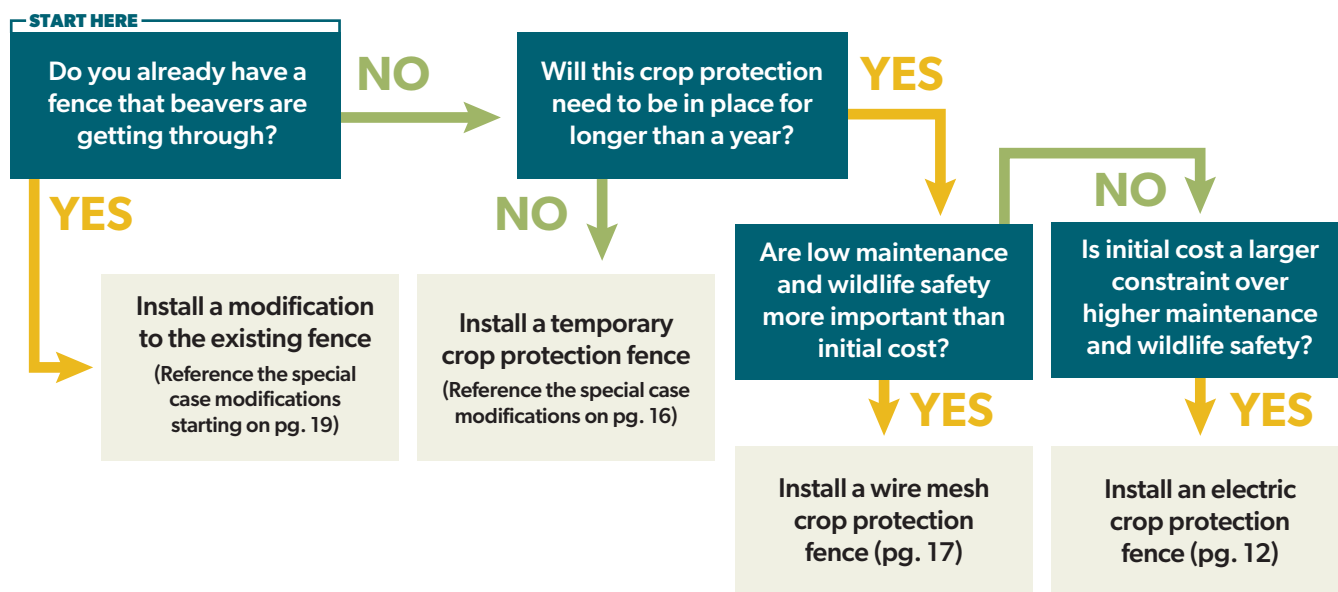 START HERE
Do you already have a
fence that beavers are
getting through?
NO
Will this crop protection
need to be in place for
longer than a year?
YES
YES
NO
NO
Are low maintenance
and wildlife safety
more important than
initial cost?
Is initial cost a larger
constraint over
higher maintenance
and wildlife safety?
Install a modification
to the existing fence
(Reference the special
case modifications
starting on pg. 19)
Install a temporary
crop protection fence
(Reference the special case
modifications on pg. 16)
YES
YES
Install a wire mesh
crop protection
fence (pg. 17)
Install an electric
crop protection
fence (pg. 12)